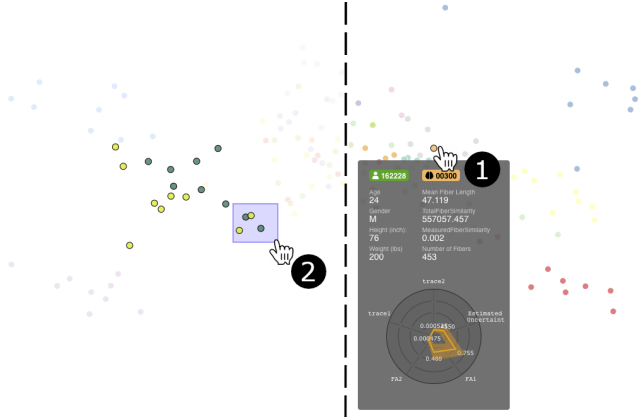 1
162228 00300
Age Mean Fiber Length
24 47.119
Gender TotalFiberSimilarity
M 557057.457
Height (inch): MeasuredFiberSimilarity
76 0.002
Weight (lbs) Number of Fibers
200 453
2
trace2
trace1 Estimated
Uncertaint
0.755
0.400
FA2 FA1